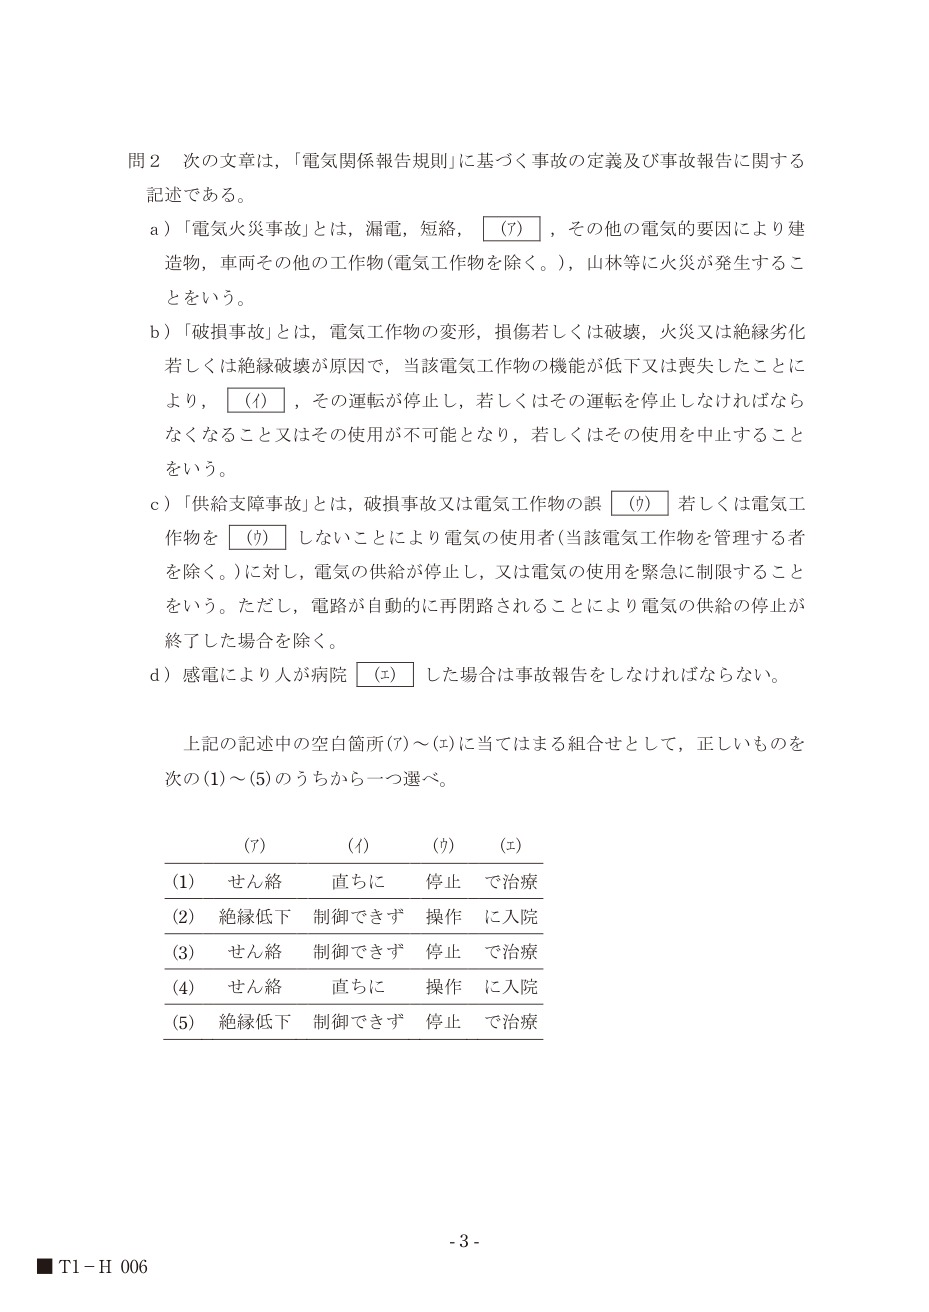 問２　次の文章は，「電気関係報告規則」に基づく事故の定義及び事故報告に関する
記述である。
a）「電気火災事故」とは，漏電，短絡， (ｱ) ，その他の電気的要因により建
造物，車両その他の工作物(電気工作物を除く。)，山林等に火災が発生するこ
とをいう。
b）「破損事故」とは，電気工作物の変形，損傷若しくは破壊，火災又は絶縁劣化
若しくは絶縁破壊が原因で，当該電気工作物の機能が低下又は喪失したことに
より， (ｲ) ，その運転が停止し，若しくはその運転を停止しなければなら
なくなること又はその使用が不可能となり，若しくはその使用を中止すること
をいう。
c）「供給支障事故」とは，破損事故又は電気工作物の誤 (ｳ) 若しくは電気工
作物を (ｳ) しないことにより電気の使用者(当該電気工作物を管理する者
を除く。)に対し，電気の供給が停止し，又は電気の使用を緊急に制限すること
をいう。ただし，電路が自動的に再閉路されることにより電気の供給の停止が
終了した場合を除く。
d）感電により人が病院 (ｴ) した場合は事故報告をしなければならない。
上記の記述中の空白箇所(ｱ)～(ｴ)に当てはまる組合せとして，正しいものを
次の(1)～(5)のうちから一つ選べ。
(ｱ) (ｲ) (ｳ) (ｴ)
(1) せん絡 直ちに 停止 で治療
(2) 絶縁低下 制御できず 操作 に入院
(3) せん絡 制御できず 停止 で治療
(4) せん絡 直ちに 操作 に入院
(5) 絶縁低下 制御できず 停止 で治療
- 3 -
■ T1－H 006